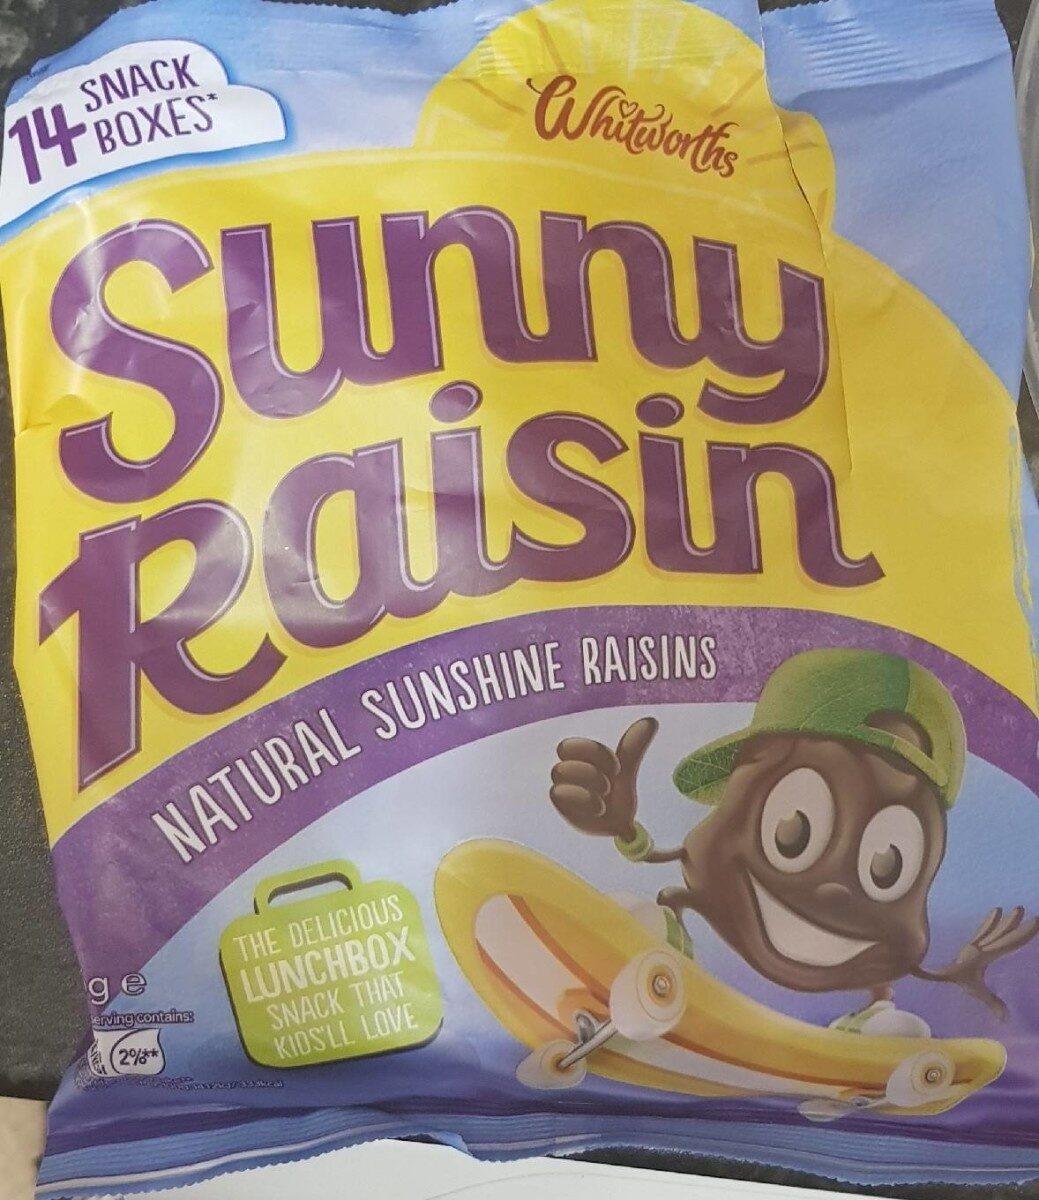 14 SNACK
BOXES*
Whitworths
Sunny
Raisin
NATURAL SUNSHINE RAISINS
THE DELICIOUS
LUNCHBOX
SNACK THAT
KIDS'LL LOVE
g e
erving contains:
2%**